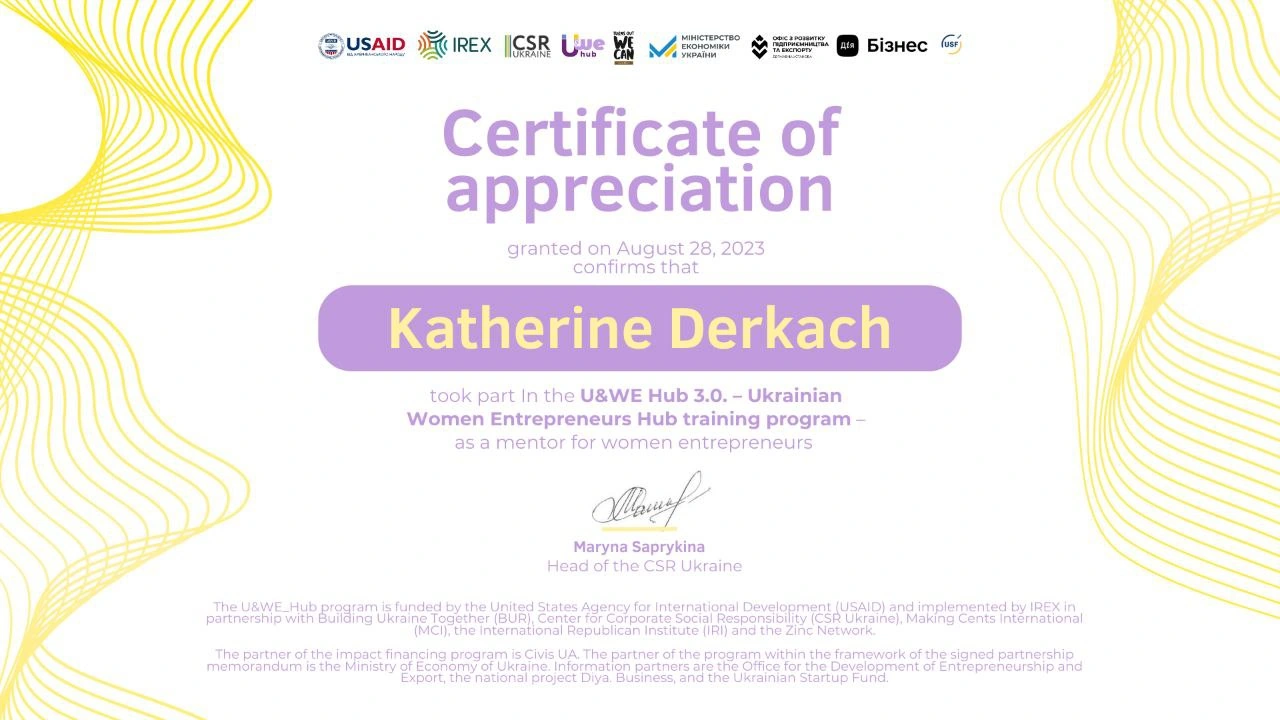 USAID IREX CSR UKRAINE Uwe hub WE CAN МІНІСТЕРСТВО ЕКОНОМІКИ УКРАЇНИ ОФІС З РОЗВИТКУ ПІДПРИЄМНИЦТВА ТА ЕКСПОРТУ Дія Бізнес USF
Certificate of
appreciation
granted on August 28, 2023
confirms that
Katherine Derkach
took part In the U&WE Hub 3.0. – Ukrainian
Women Entrepreneurs Hub training program –
as a mentor for women entrepreneurs
Maryna Saprykina
Head of the CSR Ukraine
The U&WE_Hub program is funded by the United States Agency for International Development (USAID) and implemented by IREX in
partnership with Building Ukraine Together (BUR), Center for Corporate Social Responsibility (CSR Ukraine), Making Cents International
(MCI), the International Republican Institute (IRI) and the Zinc Network.
The partner of the impact financing program is Civis UA. The partner of the program within the framework of the signed partnership
memorandum is the Ministry of Economy of Ukraine. Information partners are the Office for the Development of Entrepreneurship and
Export, the national project Diya. Business, and the Ukrainian Startup Fund.